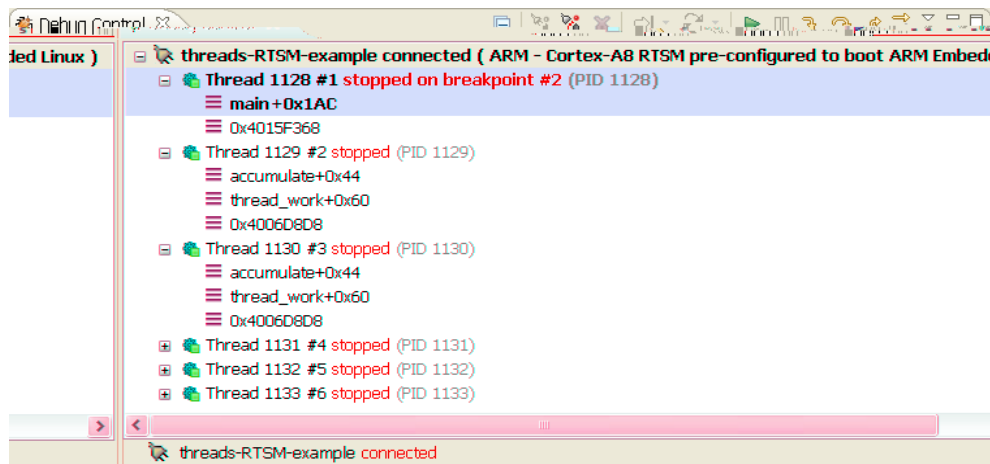 Debug Control
ded Linux )
threads-RTSM-example connected ( ARM - Cortex-A8 RTSM pre-configured to boot ARM Embed
Thread 1128 #1 stopped on breakpoint #2 (PID 1128)
main+0x1AC
0x4015F368
Thread 1129 #2 stopped (PID 1129)
accumulate+0x44
thread_work+0x60
0x4006D8D8
Thread 1130 #3 stopped (PID 1130)
accumulate+0x44
thread_work+0x60
0x4006D8D8
Thread 1131 #4 stopped (PID 1131)
Thread 1132 #5 stopped (PID 1132)
Thread 1133 #6 stopped (PID 1133)
threads-RTSM-example connected